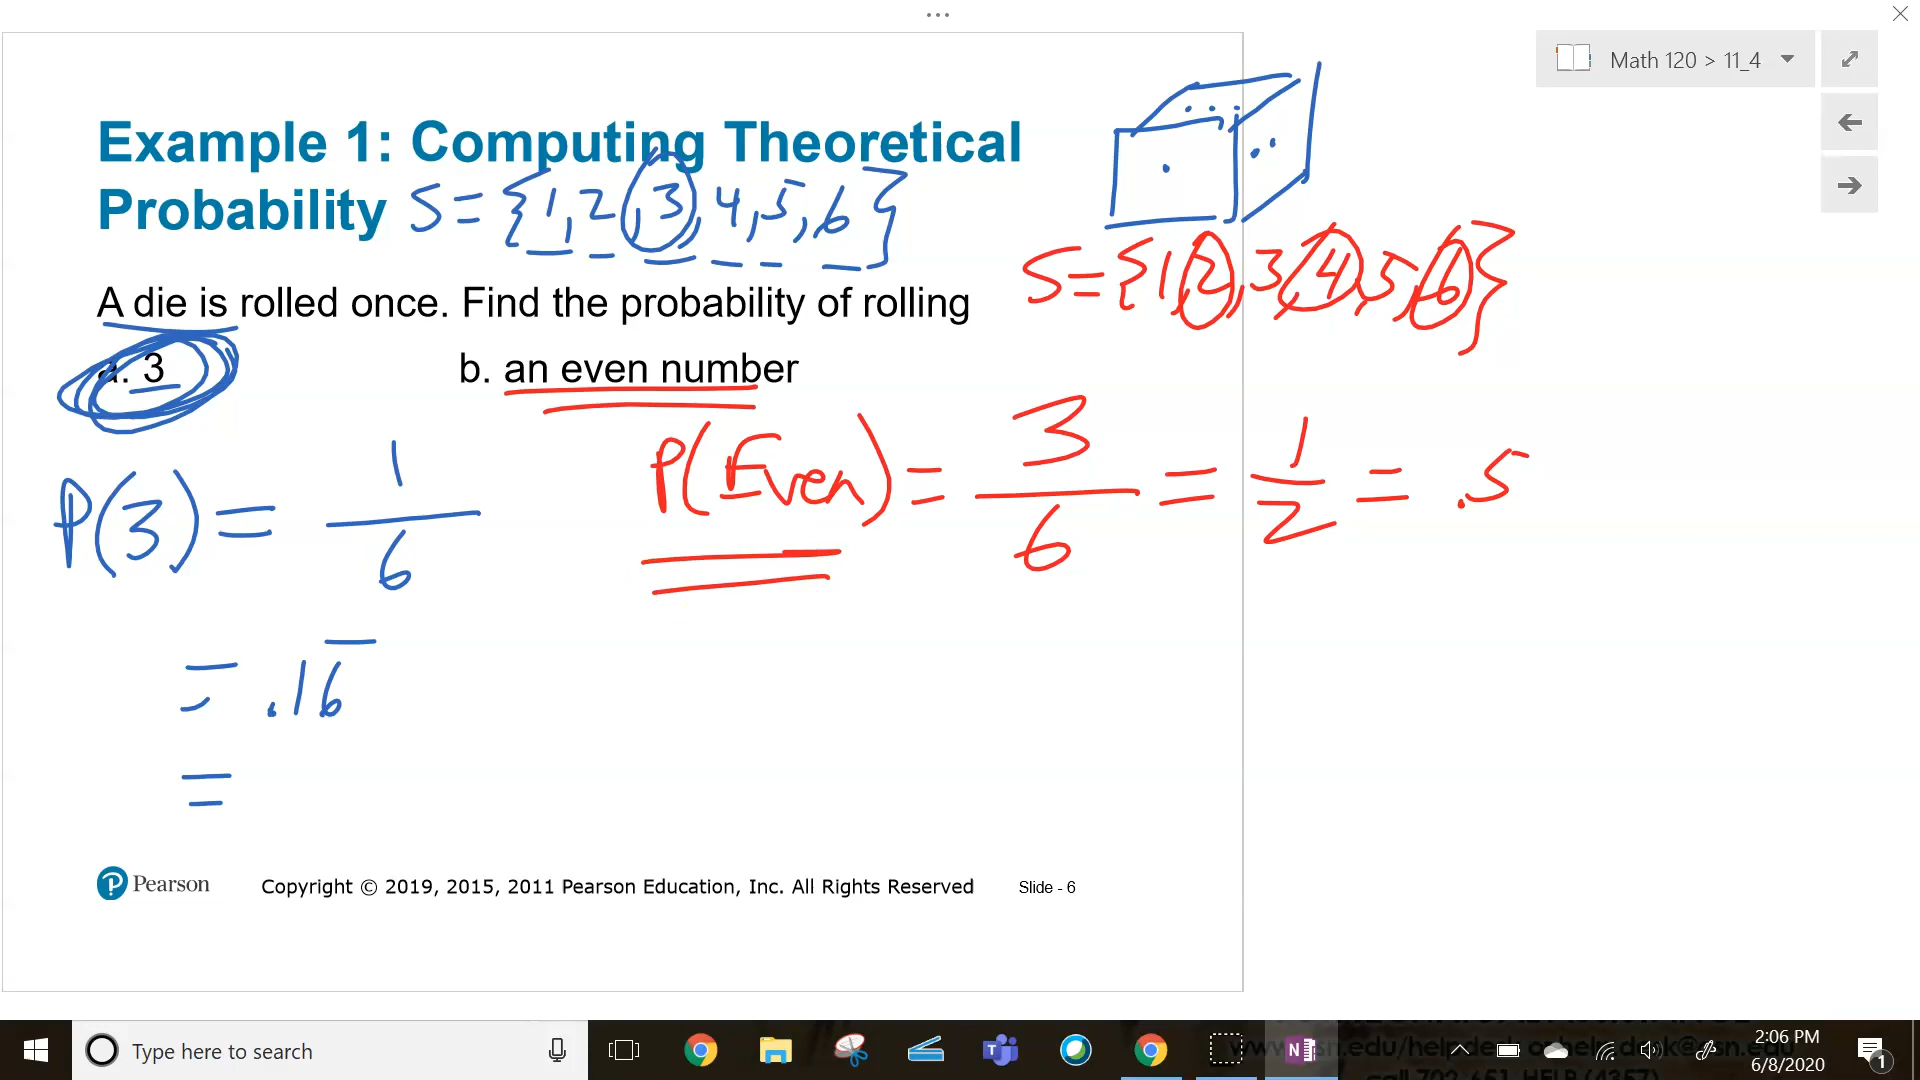 Math 120 > 11_4
Example 1: Computing Theoretical
Probability S = {1, 2, 3, 4, 5, 6}
S = {1, 2, 3, 4, 5, 6}
A die is rolled once. Find the probability of rolling
a. 3 b. an even number
P(3) = 1/6
P(Even) = 3/6 = 1/2 = .5
= .16̅
=
Pearson Copyright © 2019, 2015, 2011 Pearson Education, Inc. All Rights Reserved Slide - 6
Type here to search
2:06 PM
6/8/2020
1